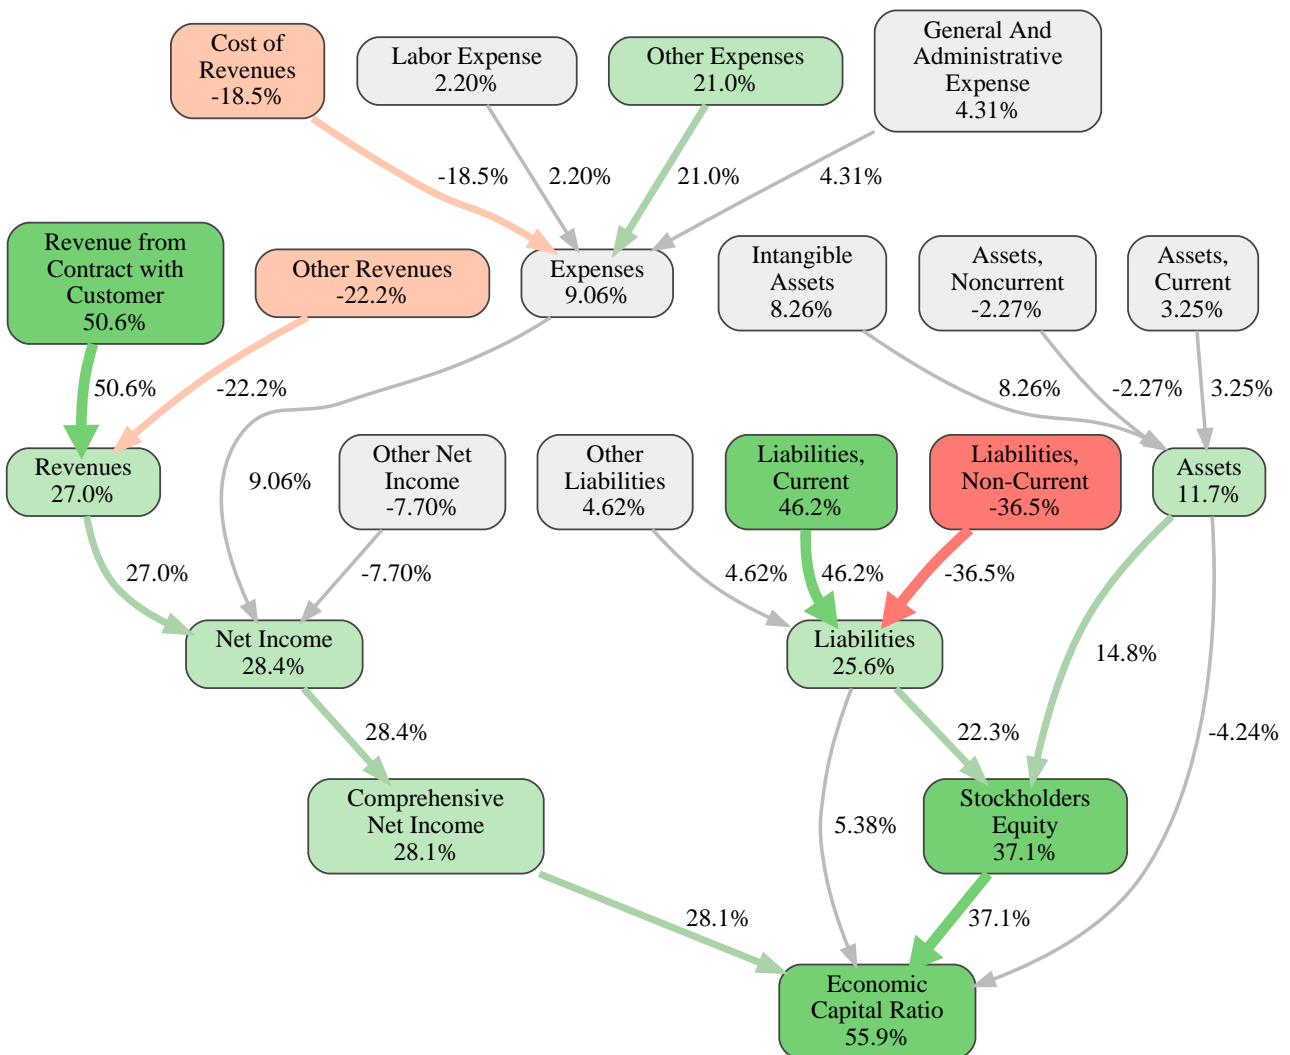 Cost of
Revenues
-18.5%
Labor Expense
2.20%
Other Expenses
21.0%
General And
Administrative
Expense
4.31%
-18.5%
2.20%
21.0%
4.31%
Revenue from
Contract with
Customer
50.6%
Other Revenues
-22.2%
Expenses
9.06%
Intangible
Assets
8.26%
Assets,
Noncurrent
-2.27%
Assets,
Current
3.25%
50.6%
-22.2%
8.26%
-2.27%
3.25%
Revenues
27.0%
9.06%
Other Net
Income
-7.70%
Other
Liabilities
4.62%
Liabilities,
Current
46.2%
Liabilities,
Non-Current
-36.5%
Assets
11.7%
27.0%
-7.70%
4.62%
46.2%
-36.5%
Net Income
28.4%
Liabilities
25.6%
14.8%
28.4%
22.3%
-4.24%
Comprehensive
Net Income
28.1%
5.38%
Stockholders
Equity
37.1%
28.1%
37.1%
Economic
Capital Ratio
55.9%